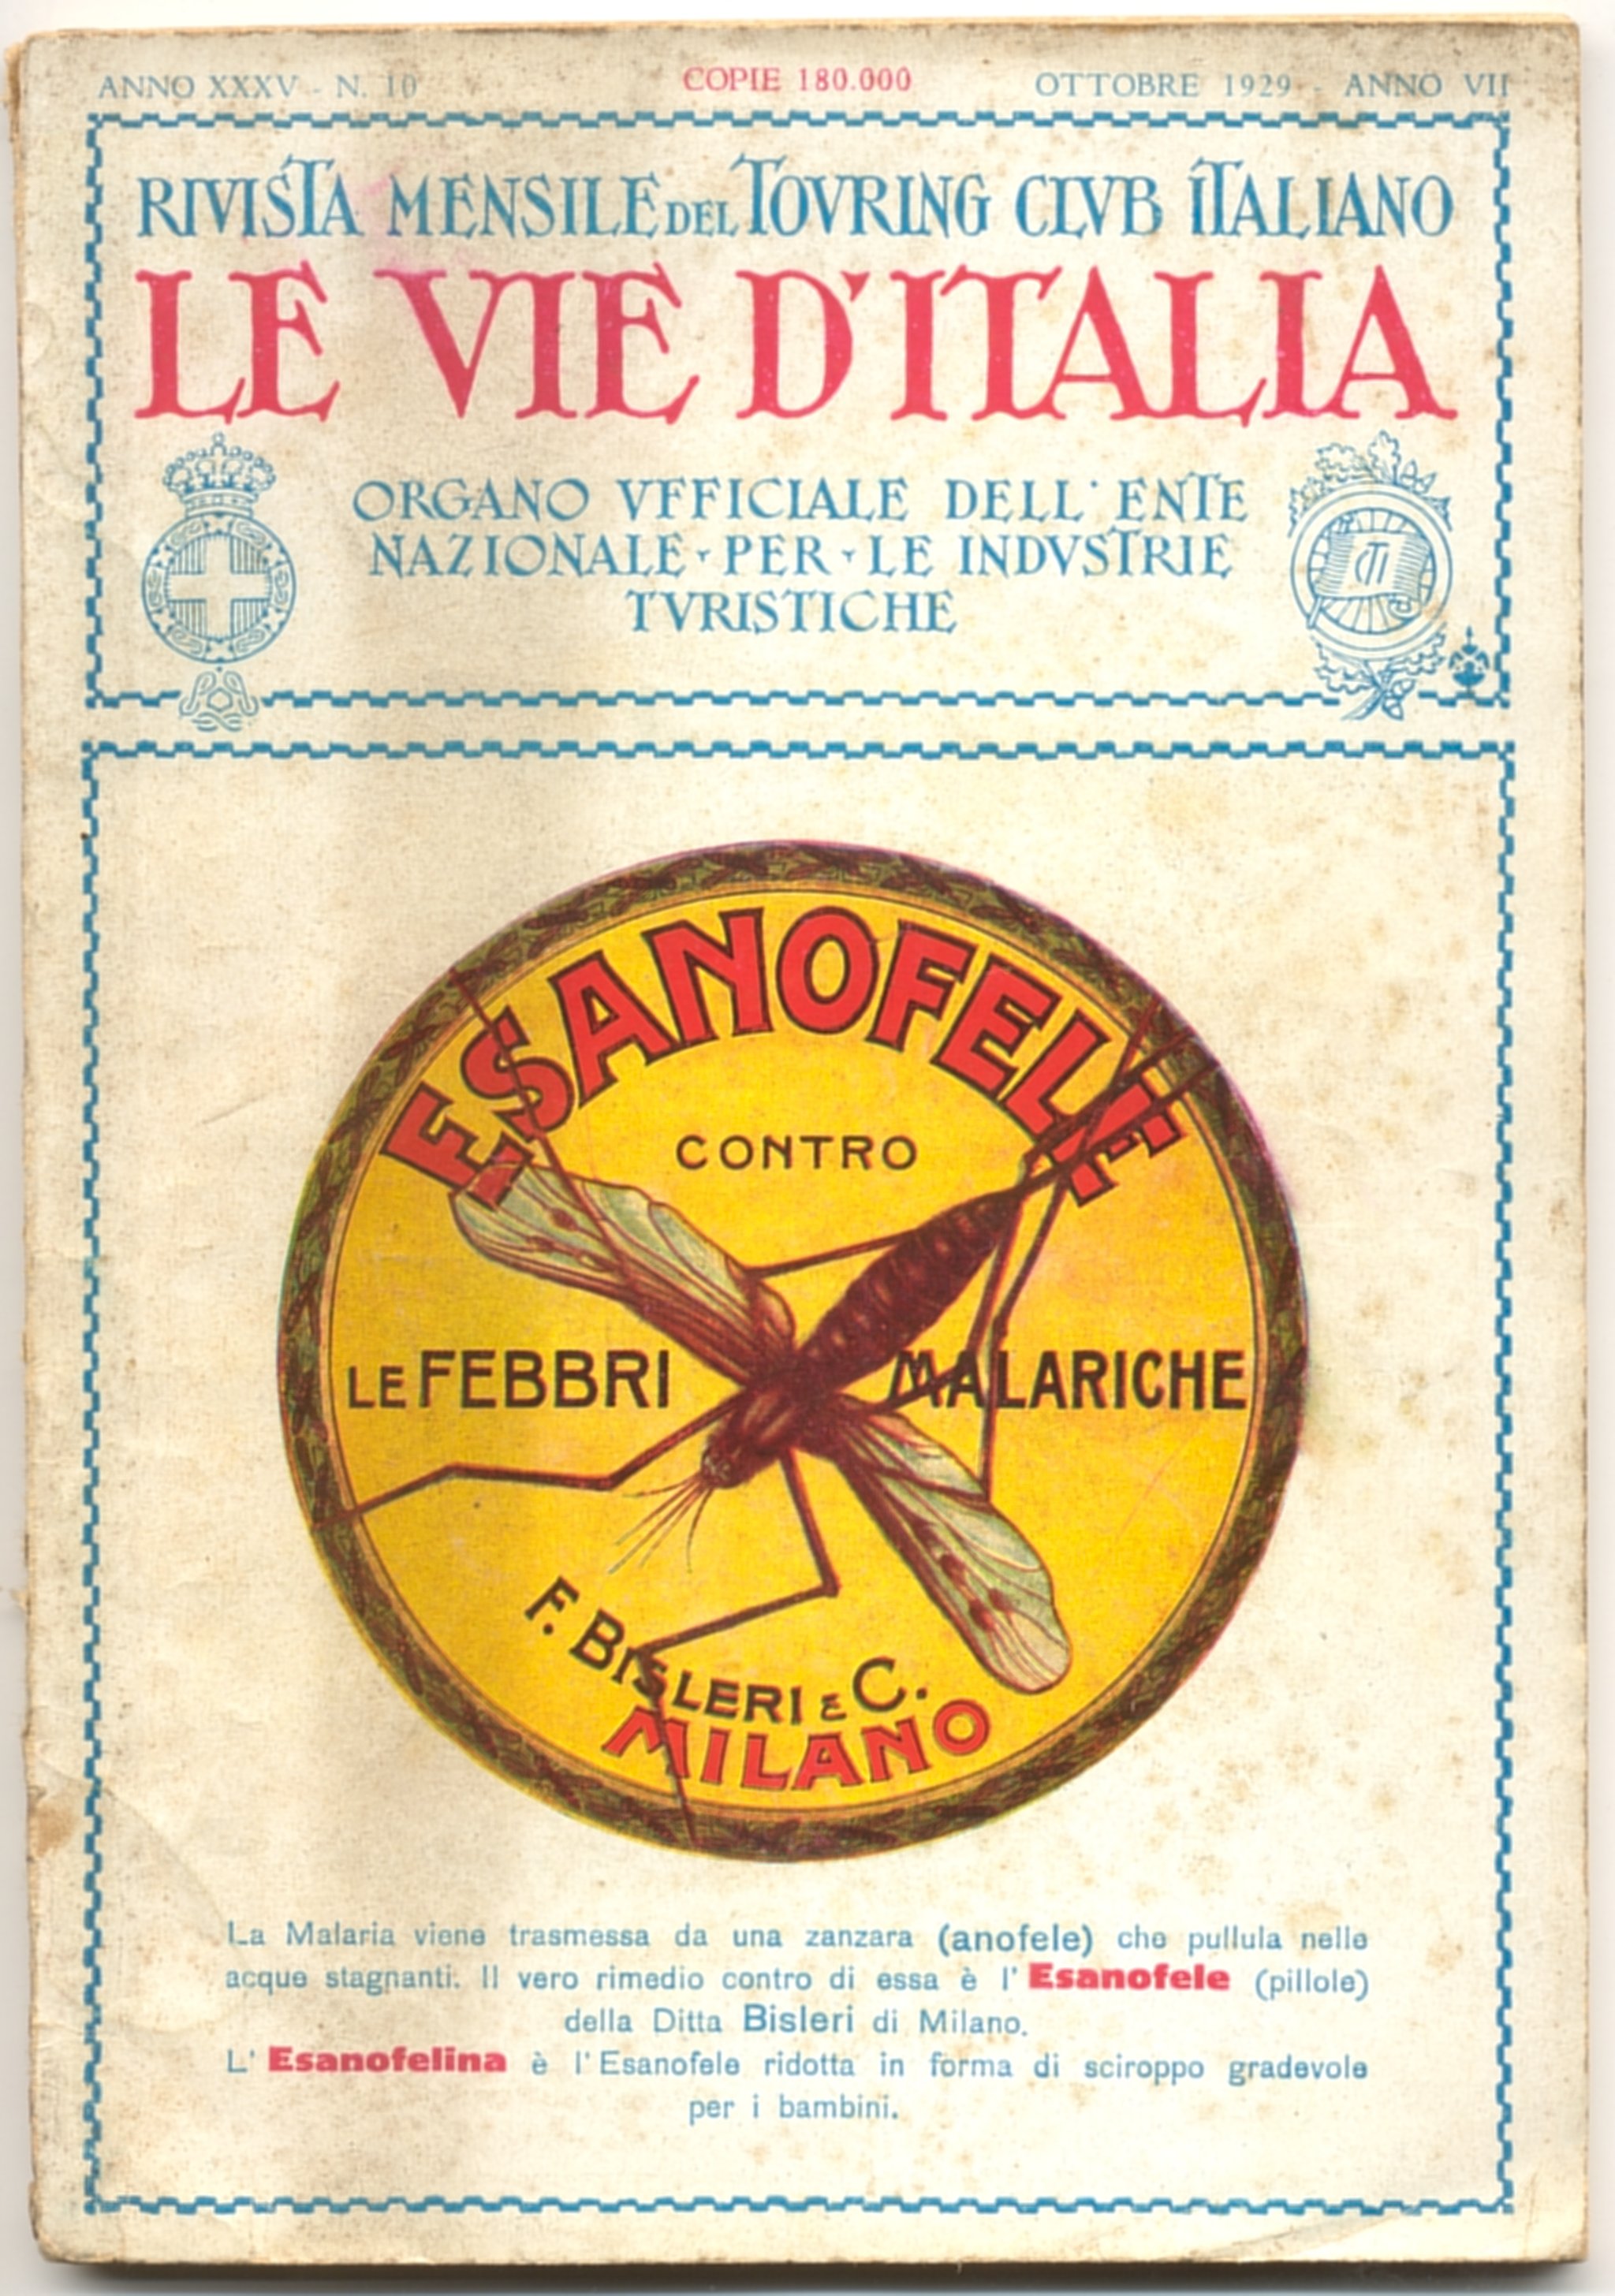 ANNO XXXV - N. 10 COPIE 180.000 OTTOBRE 1929 - ANNO VII
RIVISTA MENSILE DEL TOVRING CLVB ITALIANO
LE VIE D'ITALIA
ORGANO VFFICIALE DELL'ENTE
NAZIONALE PER LE INDVSTRIE
TVRISTICHE
ESANOFELE
CONTRO
LE FEBBRI MALARICHE
F. BISLERI & C.
MILANO
La Malaria viene trasmessa da una zanzara (anofele) che pullula nelle
acque stagnanti. Il vero rimedio contro di essa è l'Esanofele (pillole)
della Ditta Bisleri di Milano.
L'Esanofelina è l'Esanofele ridotta in forma di sciroppo gradevole
per i bambini.